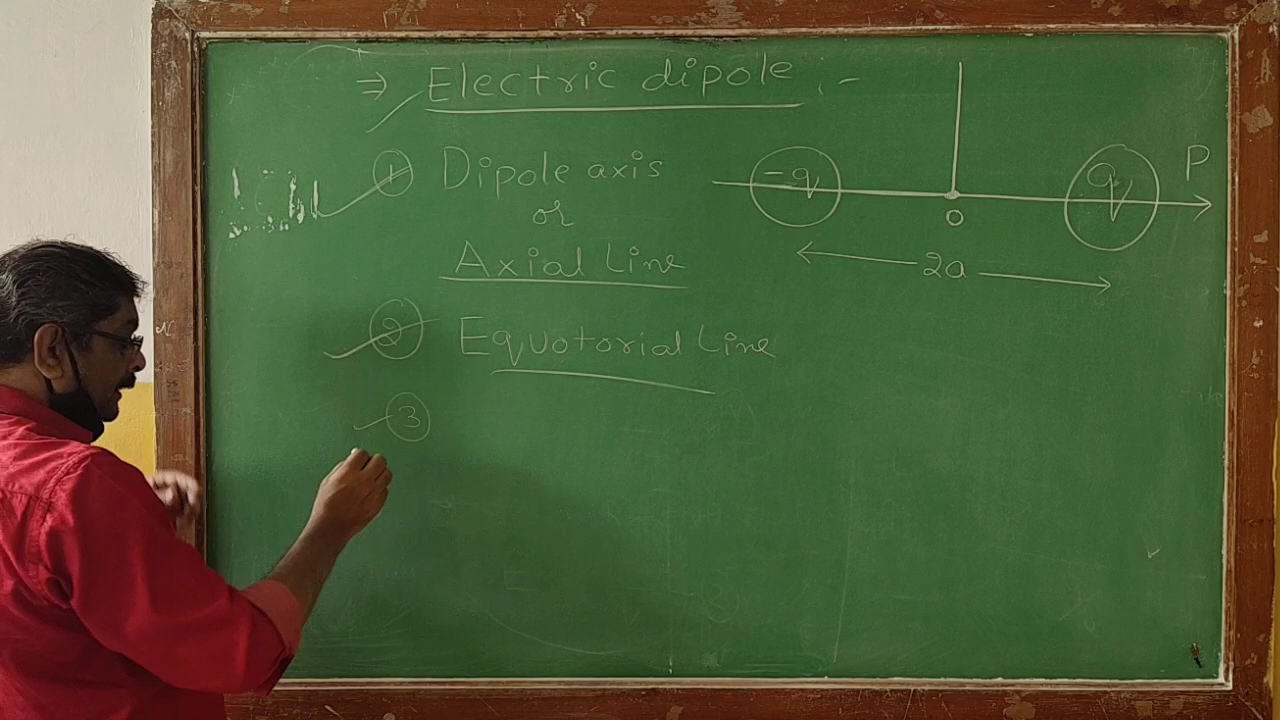 ⇒ Electric dipole :-
① Dipole axis
or
Axial Line
② Equotorial Line
③
-q
q
P
O
2a